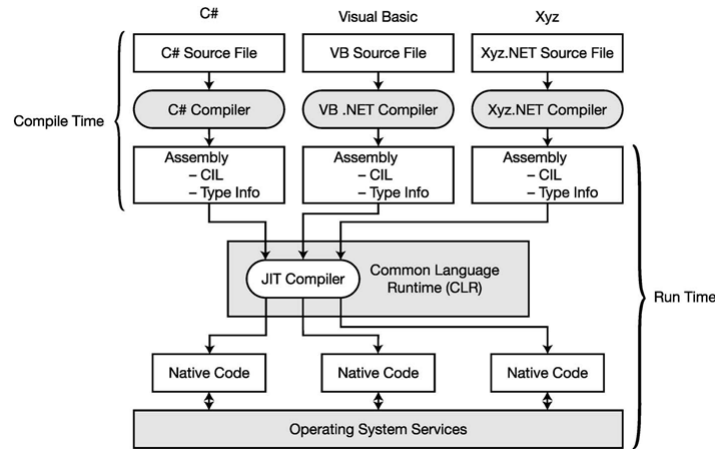 C#
Visual Basic
Xyz
C# Source File
VB Source File
Xyz.NET Source File
Compile Time
C# Compiler
VB .NET Compiler
Xyz.NET Compiler
Assembly
– CIL
– Type Info
Assembly
– CIL
– Type Info
Assembly
– CIL
– Type Info
JIT Compiler
Common Language
Runtime (CLR)
Run Time
Native Code
Native Code
Native Code
Operating System Services